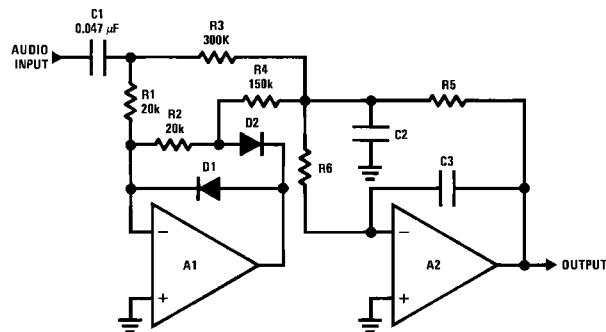 C1
0.047 µF
AUDIO
INPUT
R3
300K
R4
150k
R5
R1
20k
R2
20k
D2
C2
D1
R6
C3
−
A1
+
−
A2
+
OUTPUT